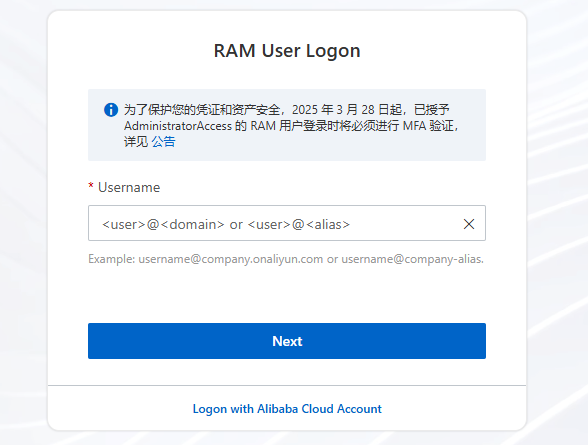 RAM User Logon
为了保护您的凭证和资产安全，2025 年 3 月 28 日起，已授予
AdministratorAccess 的 RAM 用户登录时将必须进行 MFA 验证，
详见 公告
* Username
<user>@<domain> or <user>@<alias>
Example: username@company.onaliyun.com or username@company-alias.
Next
Logon with Alibaba Cloud Account